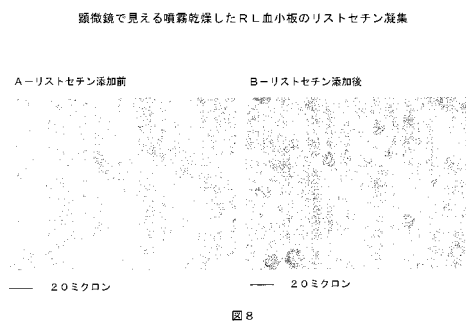 顕微鏡で見える噴霧乾燥したＲＬ血小板のリストセチン凝集
Ａ－リストセチン添加前
Ｂ－リストセチン添加後
２０ミクロン
２０ミクロン
図８